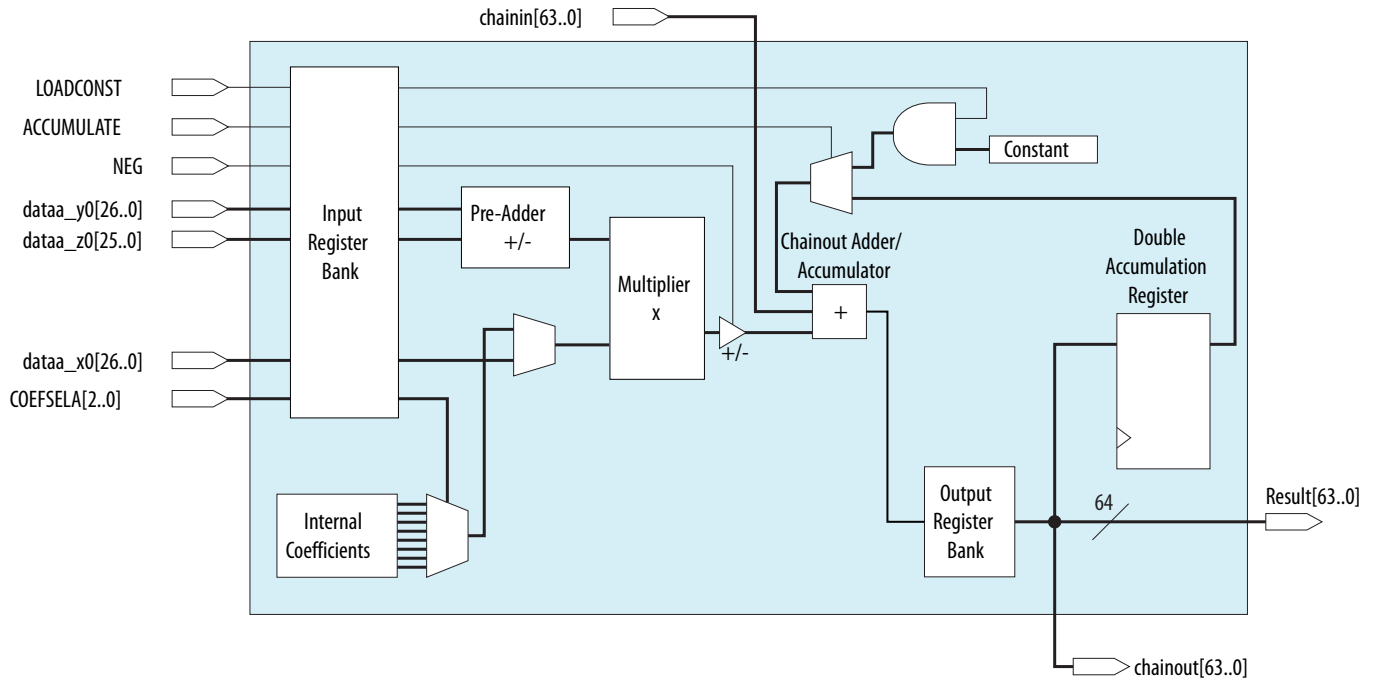 chainin[63..0]
LOADCONST
ACCUMULATE
NEG
dataa_y0[26..0]
dataa_z0[25..0]
dataa_x0[26..0]
COEFSELA[2..0]
Input
Register
Bank
Pre-Adder
+/-
Multiplier
x
+/-
Constant
Chainout Adder/
Accumulator
+
Double
Accumulation
Register
Internal
Coefficients
Output
Register
Bank
64
Result[63..0]
chainout[63..0]